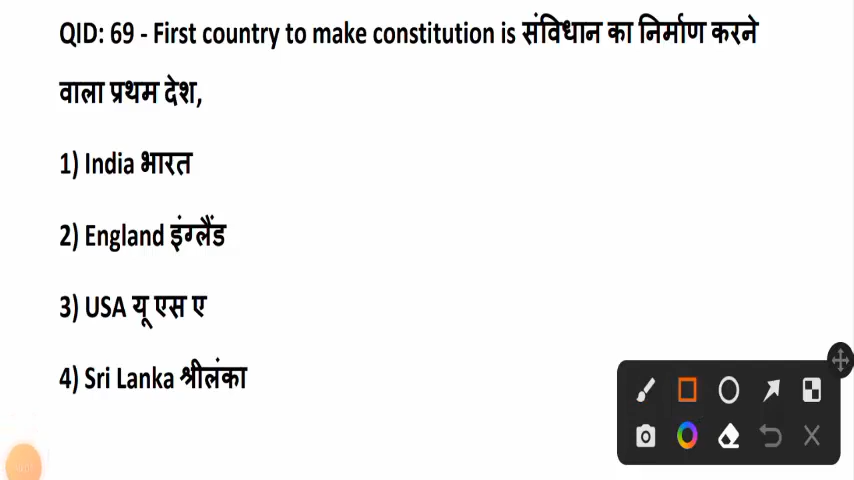 QID: 69 - First country to make constitution is संविधान का निर्माण करने
वाला प्रथम देश,
1) India भारत
2) England इंग्लैंड
3) USA यू एस ए
4) Sri Lanka श्रीलंका